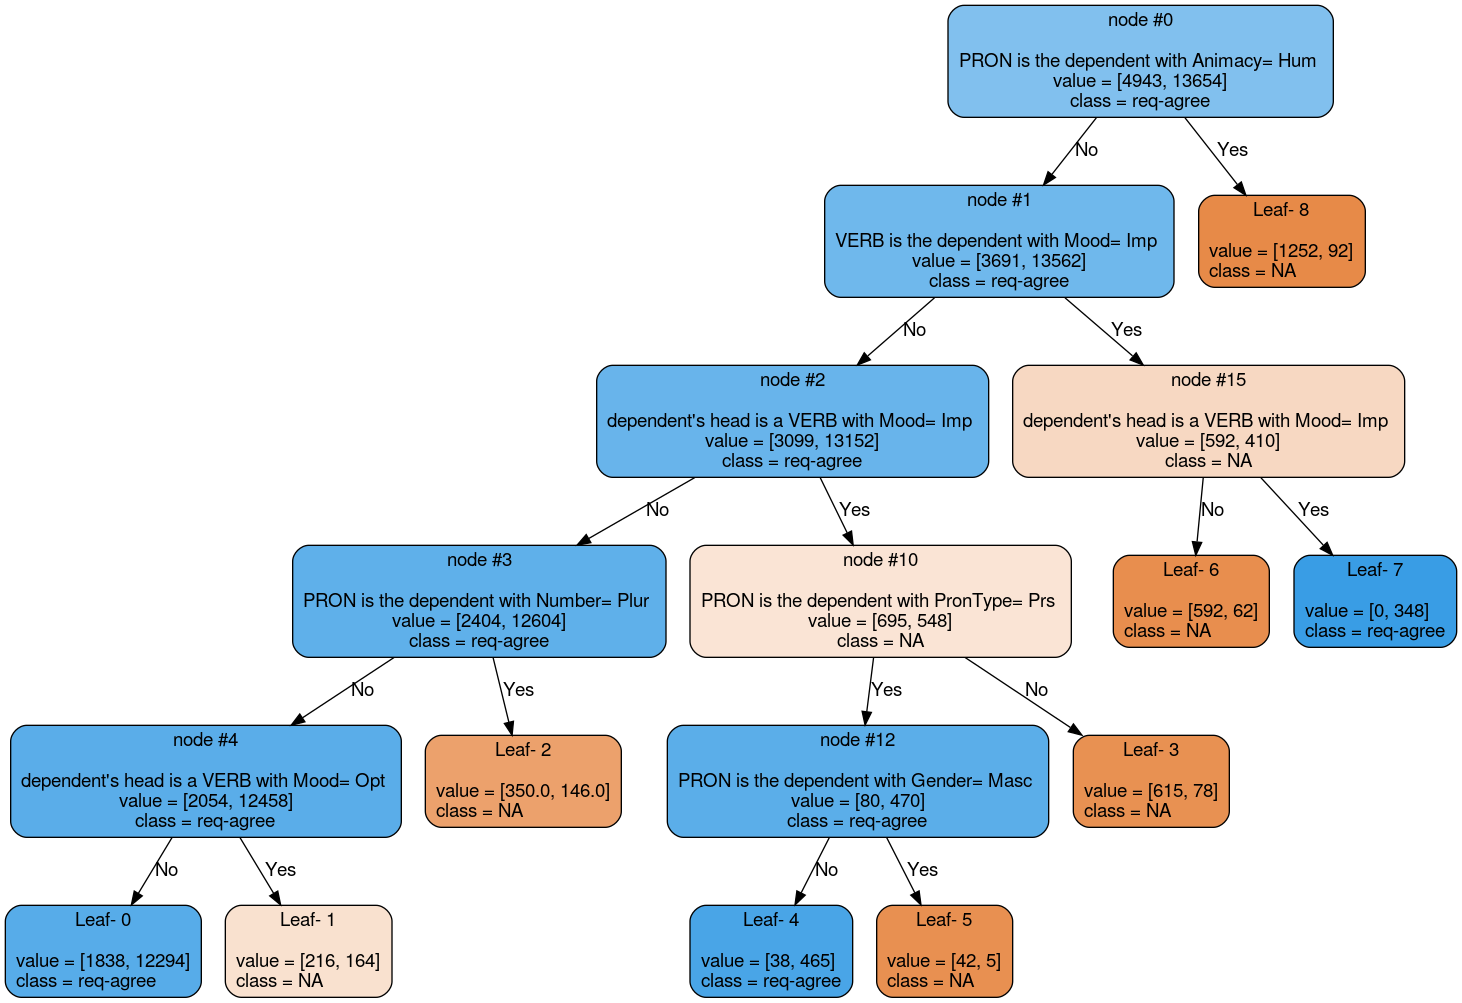 node #0
PRON is the dependent with Animacy= Hum
value = [4943, 13654]
class = req-agree
No
Yes
node #1
VERB is the dependent with Mood= Imp
value = [3691, 13562]
class = req-agree
Leaf- 8
value = [1252, 92]
class = NA
No
Yes
node #2
dependent's head is a VERB with Mood= Imp
value = [3099, 13152]
class = req-agree
node #15
dependent's head is a VERB with Mood= Imp
value = [592, 410]
class = NA
No
Yes
No
Yes
node #3
PRON is the dependent with Number= Plur
value = [2404, 12604]
class = req-agree
node #10
PRON is the dependent with PronType= Prs
value = [695, 548]
class = NA
Leaf- 6
value = [592, 62]
class = NA
Leaf- 7
value = [0, 348]
class = req-agree
No
Yes
Yes
No
node #4
dependent's head is a VERB with Mood= Opt
value = [2054, 12458]
class = req-agree
Leaf- 2
value = [350.0, 146.0]
class = NA
node #12
PRON is the dependent with Gender= Masc
value = [80, 470]
class = req-agree
Leaf- 3
value = [615, 78]
class = NA
No
Yes
No
Yes
Leaf- 0
value = [1838, 12294]
class = req-agree
Leaf- 1
value = [216, 164]
class = NA
Leaf- 4
value = [38, 465]
class = req-agree
Leaf- 5
value = [42, 5]
class = NA